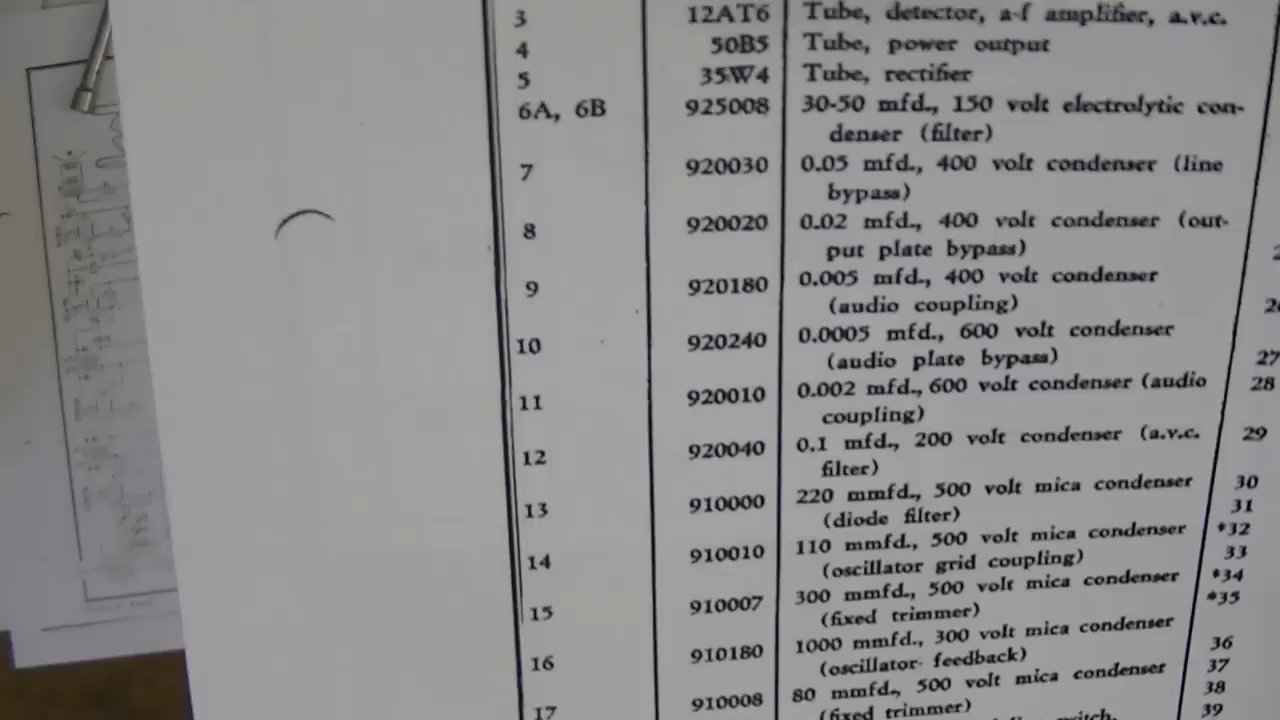 3 12AT6 Tube, detector, a-f amplifier, a.v.c.
4 50B5 Tube, power output
5 35W4 Tube, rectifier
6A, 6B 925008 30-50 mfd., 150 volt electrolytic con-
denser (filter)
7 920030 0.05 mfd., 400 volt condenser (line
bypass)
8 920020 0.02 mfd., 400 volt condenser (out-
put plate bypass)
9 920180 0.005 mfd., 400 volt condenser
(audio coupling)
10 920240 0.0005 mfd., 600 volt condenser
(audio plate bypass)
11 920010 0.002 mfd., 600 volt condenser (audio
coupling)
12 920040 0.1 mfd., 200 volt condenser (a.v.c.
filter)
13 910000 220 mmfd., 500 volt mica condenser
(diode filter)
14 910010 110 mmfd., 500 volt mica condenser
(oscillator grid coupling)
15 910007 300 mmfd., 500 volt mica condenser
(fixed trimmer)
16 910180 1000 mmfd., 300 volt mica condenser
(oscillator feedback)
17 910008 80 mmfd., 500 volt mica condenser
(fixed trimmer)
switch,
27
28
29
30
31
*32
33
*34
*35
36
37
38
39